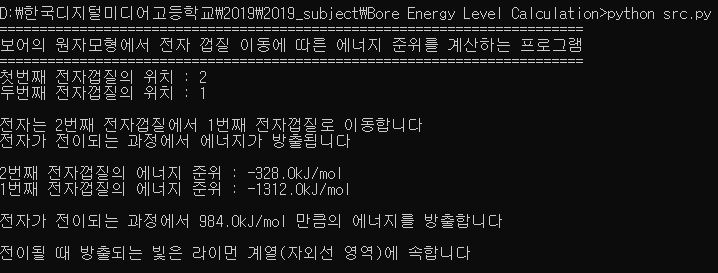 D:\한국디지털미디어고등학교\2019\2019_subject\Bore Energy Level Calculation>python src.py
==========================================================================
보어의 원자모형에서 전자 껍질 이동에 따른 에너지 준위를 계산하는 프로그램
==========================================================================
첫번째 전자껍질의 위치 : 2
두번째 전자껍질의 위치 : 1
전자는 2번째 전자껍질에서 1번째 전자껍질로 이동합니다
전자가 전이되는 과정에서 에너지가 방출됩니다
2번째 전자껍질의 에너지 준위 : -328.0kJ/mol
1번째 전자껍질의 에너지 준위 : -1312.0kJ/mol
전자가 전이되는 과정에서 984.0kJ/mol 만큼의 에너지를 방출합니다
전이될 때 방출되는 빛은 라이먼 계열(자외선 영역)에 속합니다